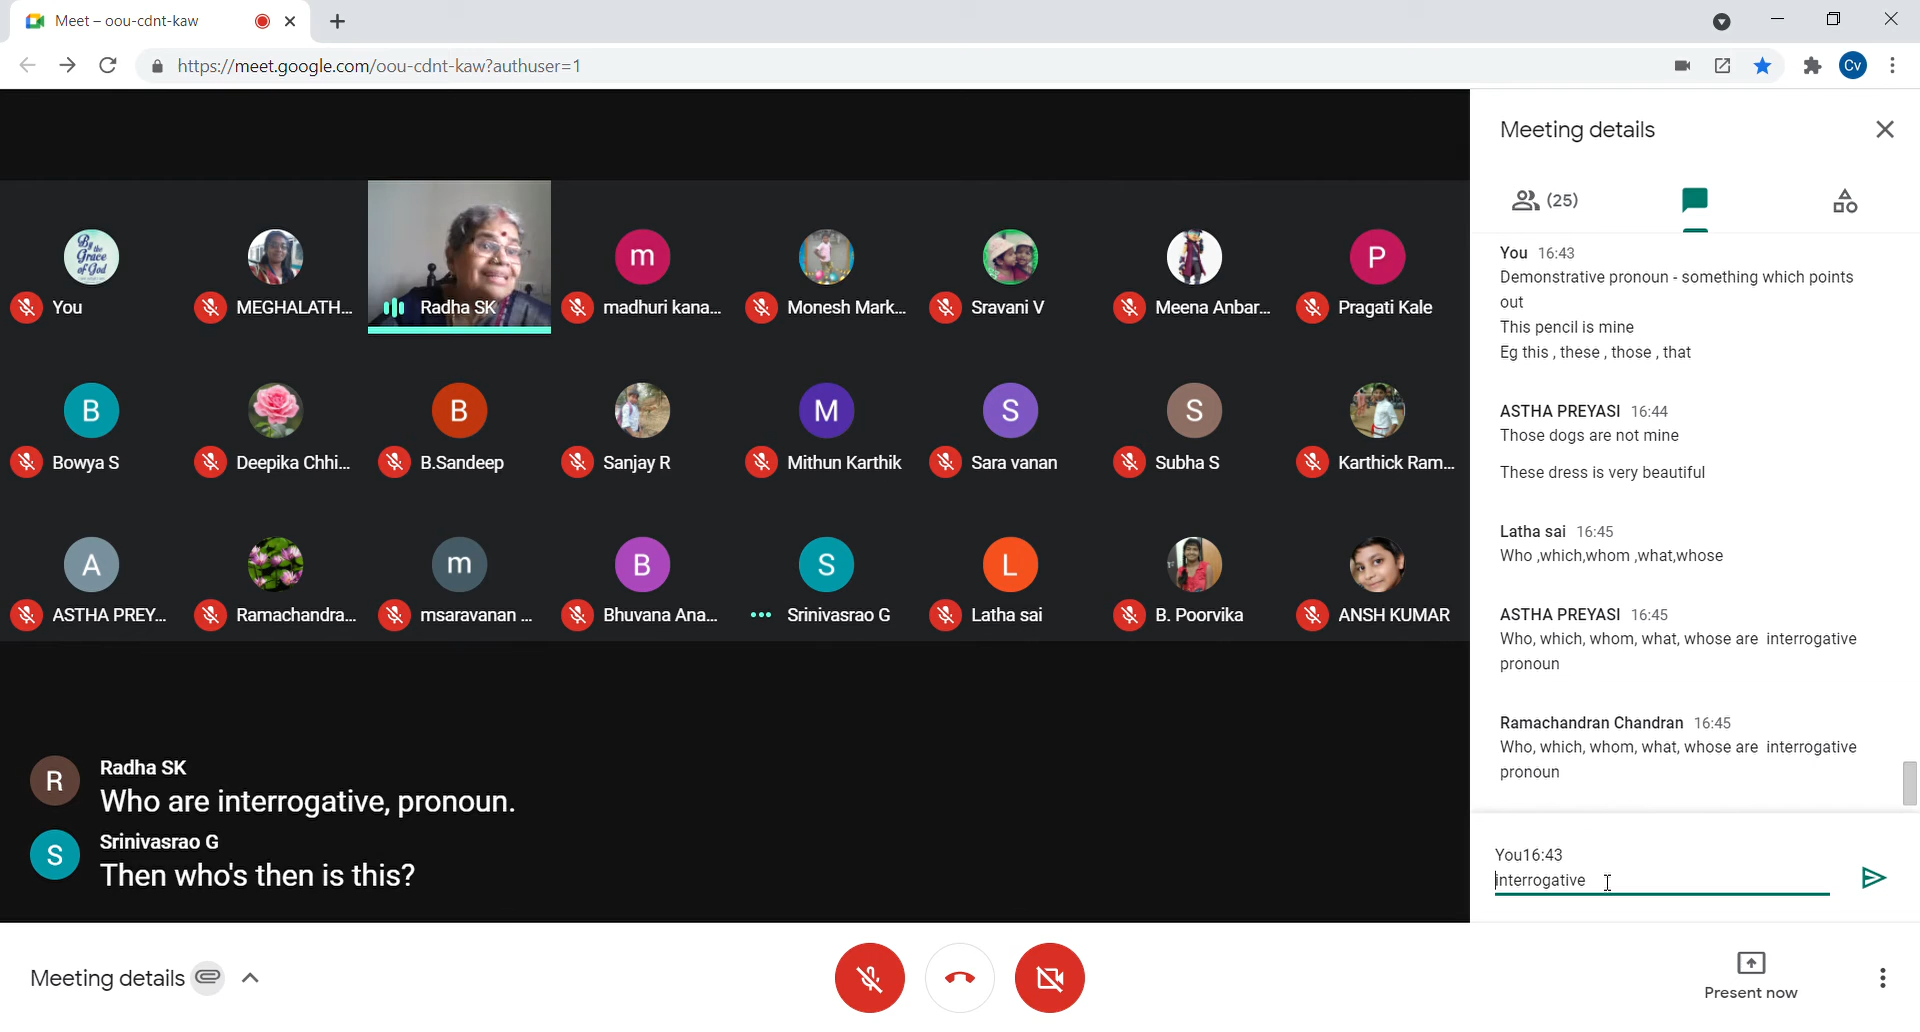 Meet – oou-cdnt-kaw
https://meet.google.com/oou-cdnt-kaw?authuser=1
Cv
By the Grace of God
You
MEGHALATH...
Radha SK
m
madhuri kana...
Monesh Mark...
Sravani V
Meena Anbar...
P
Pragati Kale
B
Bowya S
Deepika Chhi...
B
B.Sandeep
Sanjay R
M
Mithun Karthik
S
Sara vanan
S
Subha S
Karthick Ram...
A
ASTHA PREY...
Ramachandra...
m
msaravanan ...
B
Bhuvana Ana...
S
Srinivasrao G
L
Latha sai
B. Poorvika
ANSH KUMAR
R
Radha SK
Who are interrogative, pronoun.
S
Srinivasrao G
Then who's then is this?
Meeting details
(25)
You 16:43
Demonstrative pronoun - something which points
out
This pencil is mine
Eg this , these , those , that
ASTHA PREYASI 16:44
Those dogs are not mine
These dress is very beautiful
Latha sai 16:45
Who ,which,whom ,what,whose
ASTHA PREYASI 16:45
Who, which, whom, what, whose are interrogative
pronoun
Ramachandran Chandran 16:45
Who, which, whom, what, whose are interrogative
pronoun
You16:43
interrogative
Meeting details
Present now